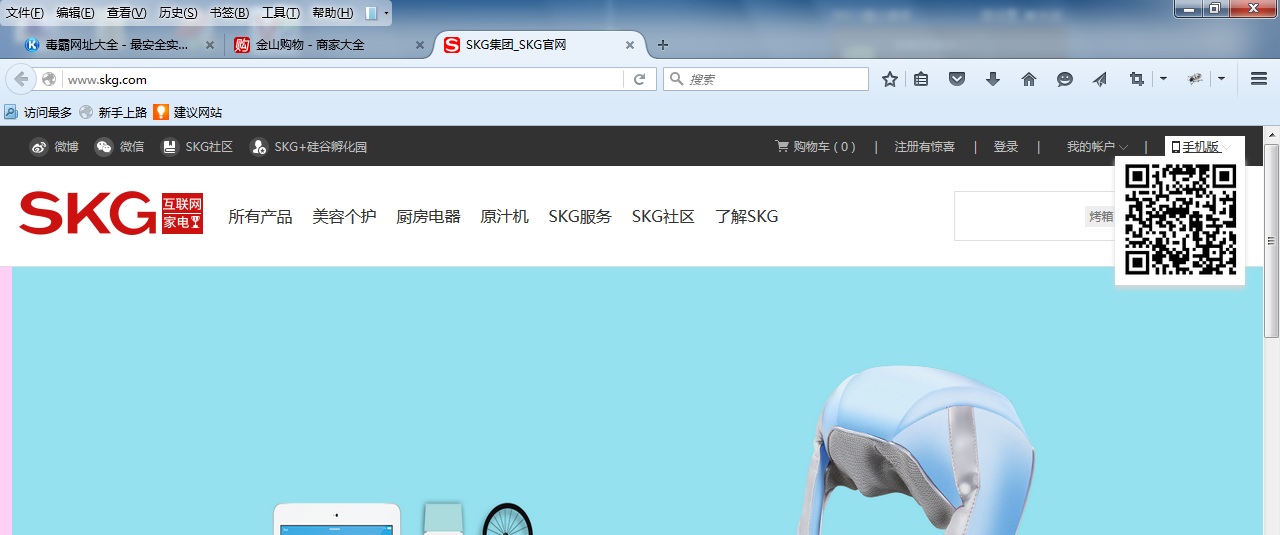 文件(F) 编辑(E) 查看(V) 历史(S) 书签(B) 工具(T) 帮助(H)
毒霸网址大全 - 最安全实... 金山购物 - 商家大全 SKG集团_SKG官网
www.skg.com 搜索
访问最多 新手上路 建议网站
微博 微信 SKG社区 SKG+硅谷孵化园 购物车 ( 0 ) | 注册有惊喜 | 登录 | 我的帐户 | 手机版
SKG 互联网
家电
所有产品 美容个护 厨房电器 原汁机 SKG服务 SKG社区 了解SKG 烤箱